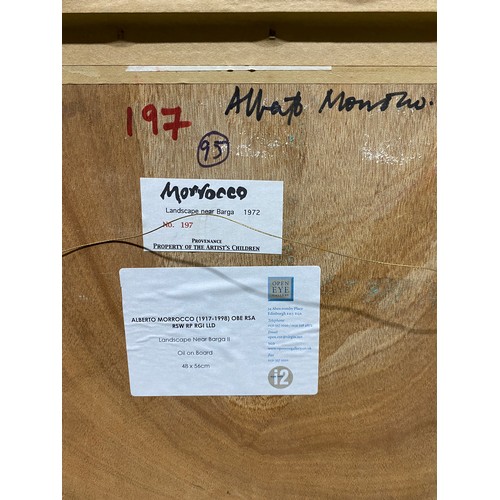 197
Alberto Morrocco.
95
Morrocco
Landscape near Barga 1972
No. 197
PROVENANCE
PROPERTY OF THE ARTIST'S CHILDREN
ALBERTO MORROCCO (1917-1998) OBE RSA
RSW RP RGI LLD
Landscape Near Barga II
Oil on Board
48 x 56cm
OPEN
EYE
i2